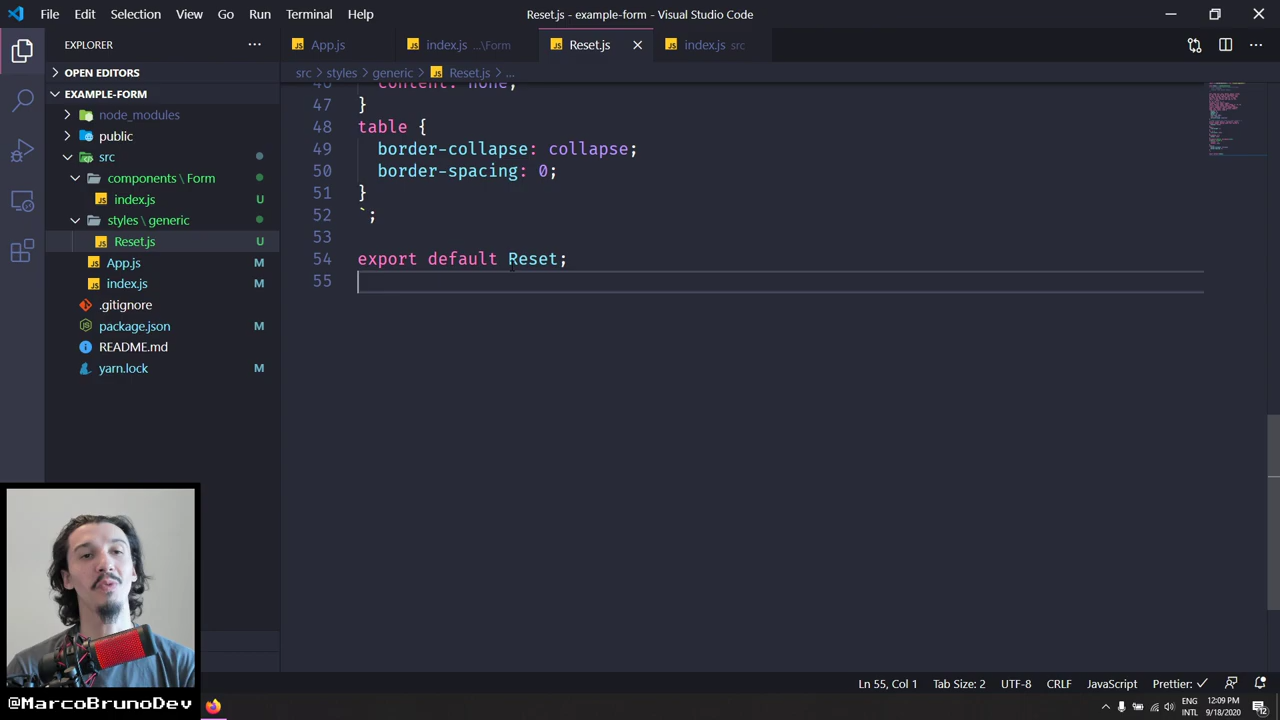 File Edit Selection View Go Run Terminal Help
Reset.js - example-form - Visual Studio Code
EXPLORER
OPEN EDITORS
EXAMPLE-FORM
node_modules
public
src
components \ Form
index.js U
styles \ generic
Reset.js U
App.js M
index.js M
.gitignore
package.json M
README.md
yarn.lock M
App.js
index.js ...\Form
Reset.js
index.js src
src > styles > generic > Reset.js > ...
46 content: none;
47 }
48 table {
49 border-collapse: collapse;
50 border-spacing: 0;
51 }
52 `;
53
54 export default Reset;
55
@MarcoBrunoDev
Ln 55, Col 1 Tab Size: 2 UTF-8 CRLF JavaScript Prettier: ✓
ENG
INTL
12:09 PM
9/18/2020
12